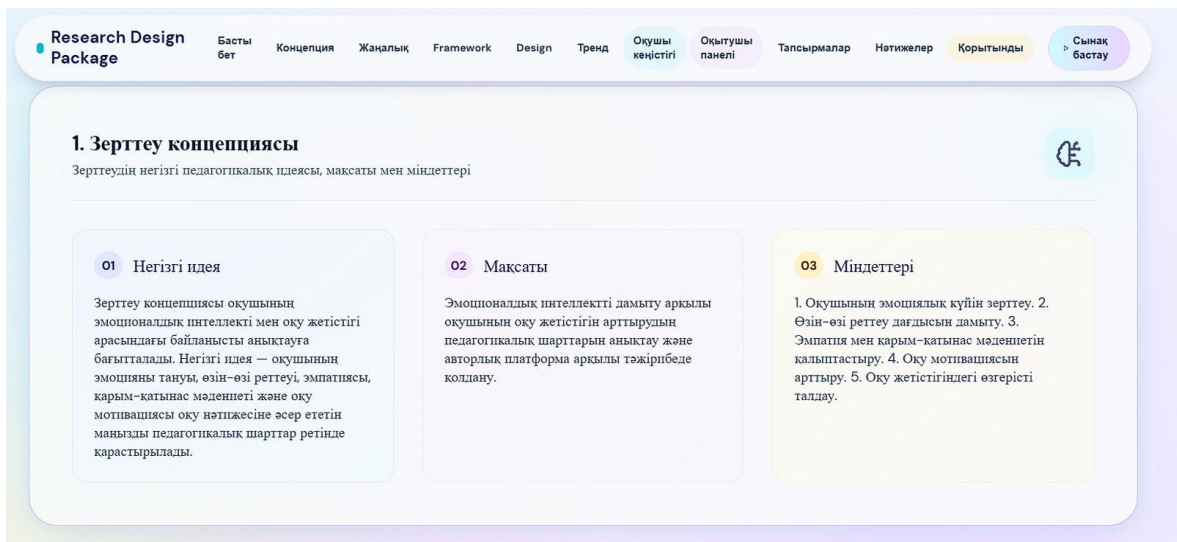 Research Design
Package
Басты
бет
Концепция
Жаңалық
Framework
Design
Тренд
Оқушы
кеңістігі
Оқытушы
панелі
Тапсырмалар
Нәтижелер
Қорытынды
Сынақ
бастау
1. Зерттеу концепциясы
Зерттеудің негізгі педагогикалық идеясы, мақсаты мен міндеттері
01 Негізгі идея
Зерттеу концепциясы оқушының
эмоционалдық интеллекті мен оқу жетістігі
арасындағы байланысты анықтауға
бағытталады. Негізгі идея — оқушының
эмоцияны тануы, өзін-өзі реттеуі, эмпатиясы,
қарым-қатынас мәдениеті және оқу
мотивациясы оқу нәтижесіне әсер ететін
маңызды педагогикалық шарттар ретінде
қарастырылады.
02 Мақсаты
Эмоционалдық интеллектті дамыту арқылы
оқушының оқу жетістігін арттырудың
педагогикалық шарттарын анықтау және
авторлық платформа арқылы тәжірибеде
қолдану.
03 Міндеттері
1. Оқушының эмоциялық күйін зерттеу. 2.
Өзін-өзі реттеу дағдысын дамыту. 3.
Эмпатия мен қарым-қатынас мәдениетін
қалыптастыру. 4. Оқу мотивациясын
арттыру. 5. Оқу жетістігіндегі өзгерісті
талдау.